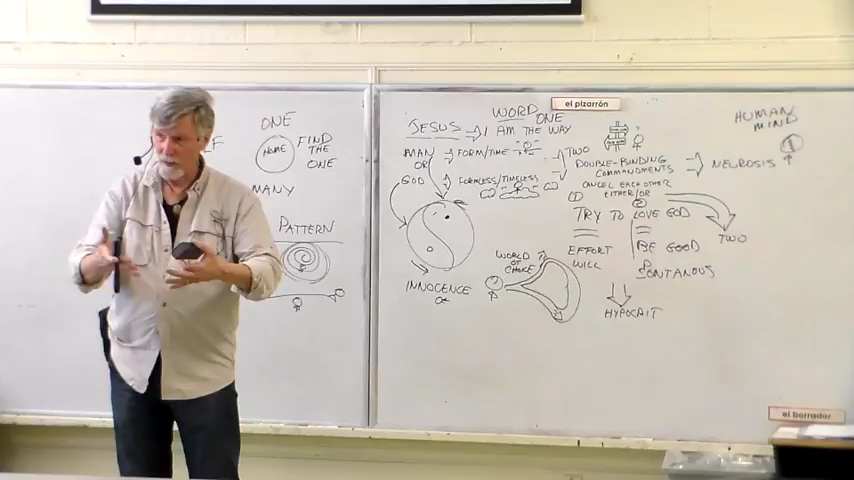 ONE
HOME
FIND
THE
ONE
MANY
PATTERN
el pizarrón
WORD
ONE
JESUS → I AM THE WAY
MAN → FORM/TIME
OR
GOD → FORMLESS/TIMELESS
TWO
DOUBLE-BINDING
COMMANDMENTS → NEUROSIS
CANCEL EACH OTHER
EITHER/OR
1
2
TRY TO LOVE GOD
TWO
= =
EFFORT
WILL
BE GOOD
SPONTANOUS
HYPOCRIT
WORLD
OF
CHOICE
INNOCENCE
HUMAN
MIND
el borrador